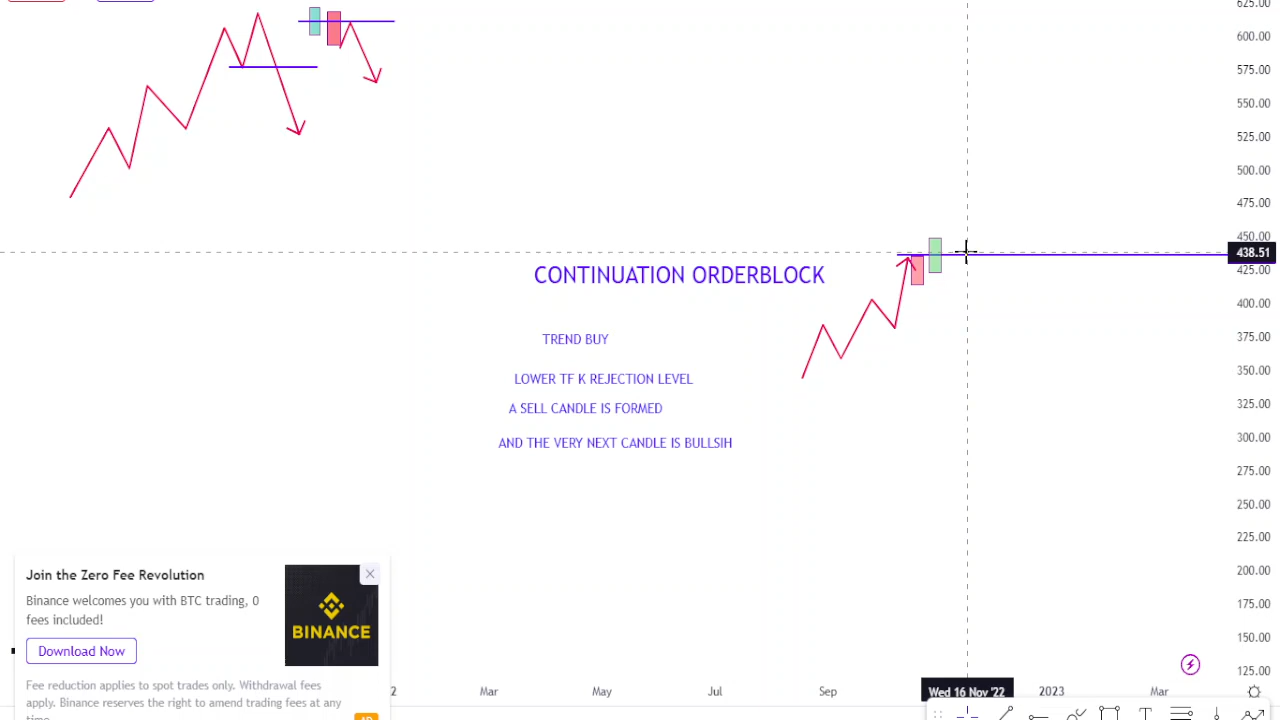 625.00
600.00
575.00
550.00
525.00
500.00
475.00
450.00
438.51
425.00
400.00
375.00
350.00
325.00
300.00
275.00
250.00
225.00
200.00
175.00
150.00
125.00
CONTINUATION ORDERBLOCK
TREND BUY
LOWER TF K REJECTION LEVEL
A SELL CANDLE IS FORMED
AND THE VERY NEXT CANDLE IS BULLSIH
Join the Zero Fee Revolution
Binance welcomes you with BTC trading, 0
fees included!
Download Now
BINANCE
Fee reduction applies to spot trades only. Withdrawal fees
apply. Binance reserves the right to amend trading fees at any
time.
2 Mar May Jul Sep Wed 16 Nov '22 2023 Mar